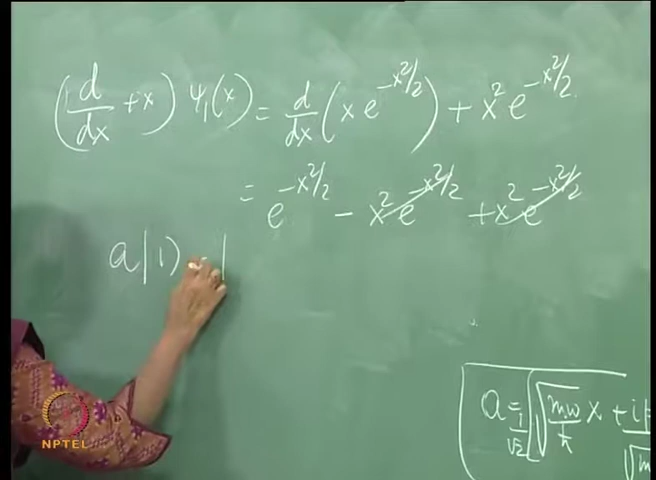 (d/dx + x) ψ₁(x) = d/dx (x e^{-x²/2}) + x² e^{-x²/2}
= e^{-x²/2} - x² e^{-x²/2} + x² e^{-x²/2}
a|1⟩ = |
a = 1/√2 [√(mω/ħ) x + i
NPTEL